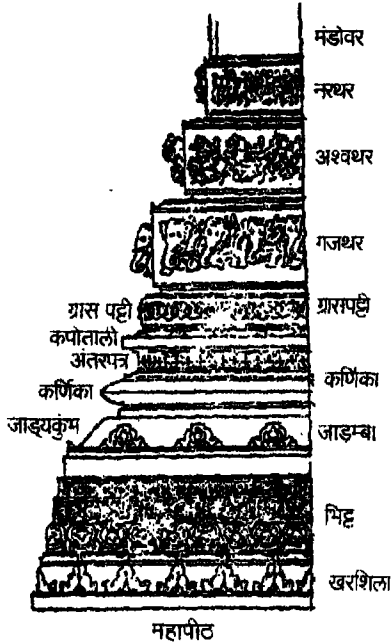 मंडोवर
नरथर
अश्वथर
गजथर
ग्रास पट्टी ग्रासपट्टी
कपोताली
अंतरपत्र
कर्णिका कर्णिका
जाड्यकुंभ जाडम्बा
भिट्ट
खरशिला
महापीठ